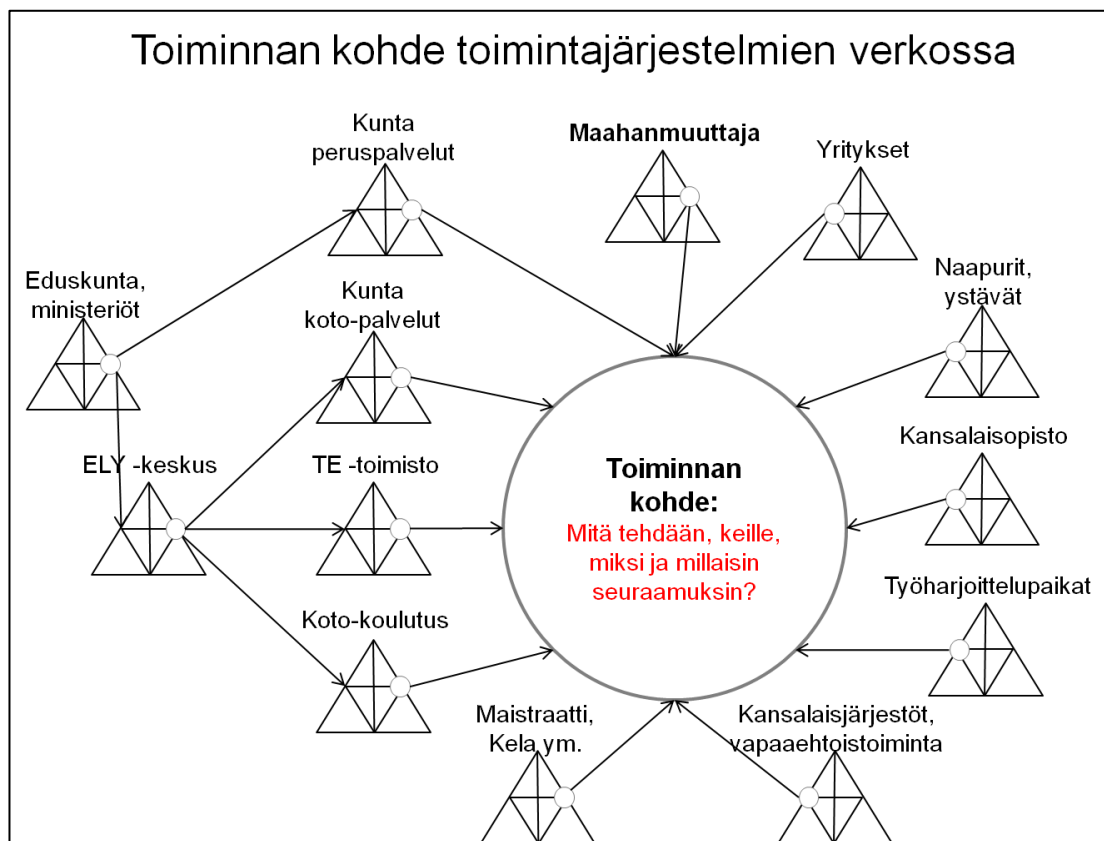 Toiminnan kohde toimintajärjestelmien verkossa
Kunta
peruspalvelut
Maahanmuuttaja
Yritykset
Eduskunta,
ministeriöt
Kunta
koto-palvelut
Naapurit,
ystävät
ELY -keskus
TE -toimisto
Kansalaisopisto
Toiminnan
kohde:
Mitä tehdään, keille,
miksi ja millaisin
seuraamuksin?
Työharjoittelupaikat
Koto-koulutus
Maistraatti,
Kela ym.
Kansalaisjärjestöt,
vapaaehtoistoiminta